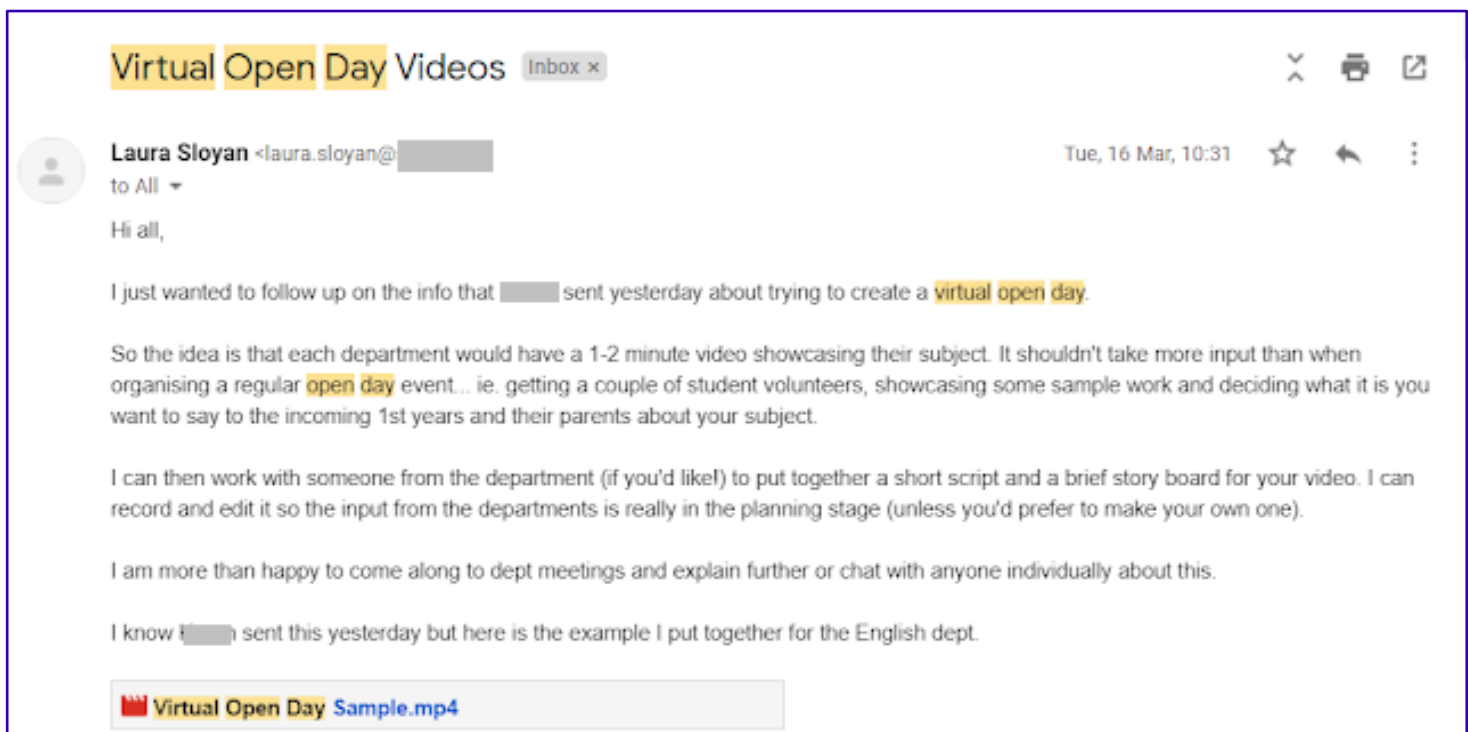 Virtual Open Day Videos Inbox ×
Laura Sloyan <laura.sloyan@
Tue, 16 Mar, 10:31
to All
Hi all,
I just wanted to follow up on the info that sent yesterday about trying to create a virtual open day.
So the idea is that each department would have a 1-2 minute video showcasing their subject. It shouldn't take more input than when
organising a regular open day event... ie. getting a couple of student volunteers, showcasing some sample work and deciding what it is you
want to say to the incoming 1st years and their parents about your subject.
I can then work with someone from the department (if you'd like!) to put together a short script and a brief story board for your video. I can
record and edit it so the input from the departments is really in the planning stage (unless you'd prefer to make your own one).
I am more than happy to come along to dept meetings and explain further or chat with anyone individually about this.
I know sent this yesterday but here is the example I put together for the English dept.
Virtual Open Day Sample.mp4